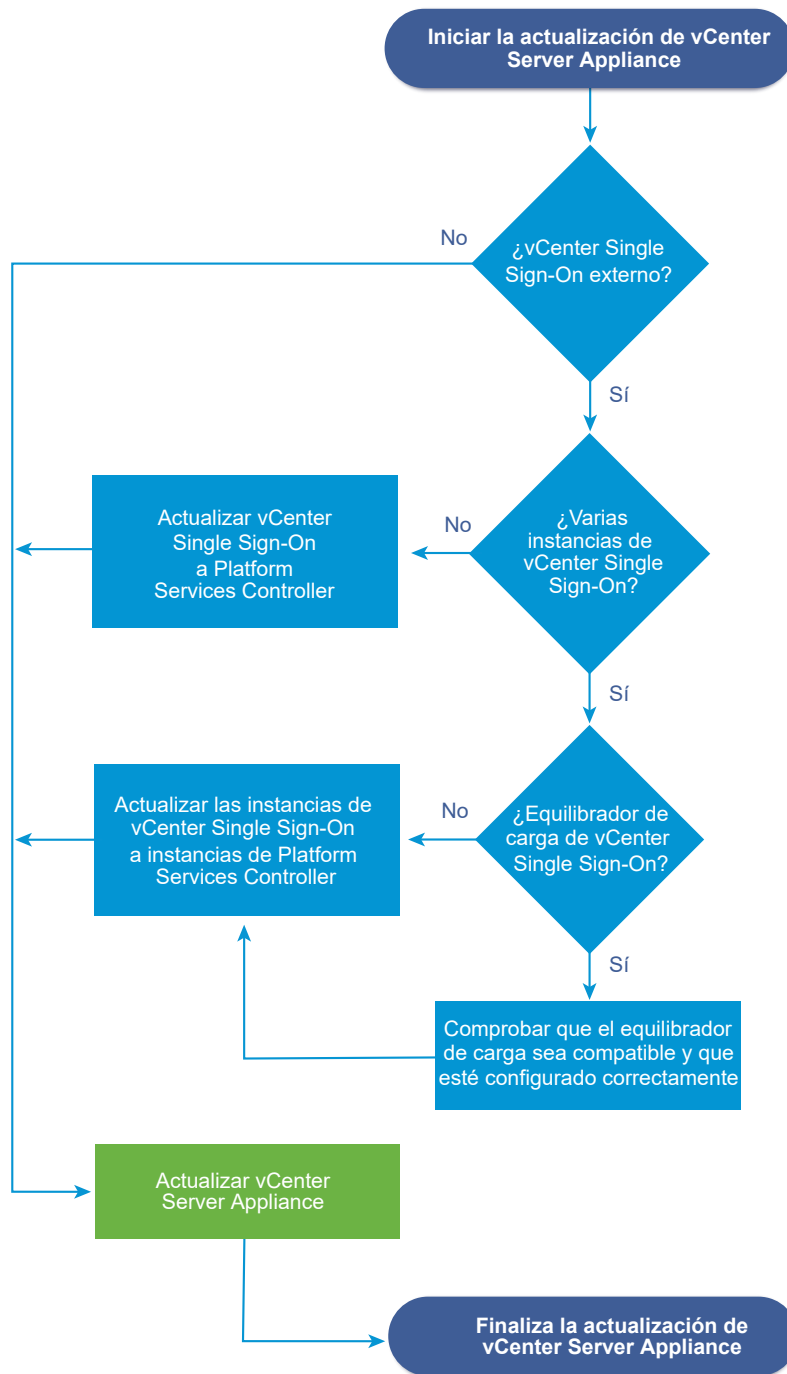 Iniciar la actualización de vCenter
Server Appliance
No
¿vCenter Single
Sign-On externo?
Sí
Actualizar vCenter
Single Sign-On
a Platform
Services Controller
No
¿Varias
instancias de
vCenter Single
Sign-On?
Sí
Actualizar las instancias de
vCenter Single Sign-On
a instancias de Platform
Services Controller
No
¿Equilibrador de
carga de vCenter
Single Sign-On?
Sí
Comprobar que el equilibrador
de carga sea compatible y que
esté configurado correctamente
Actualizar vCenter
Server Appliance
Finaliza la actualización de
vCenter Server Appliance